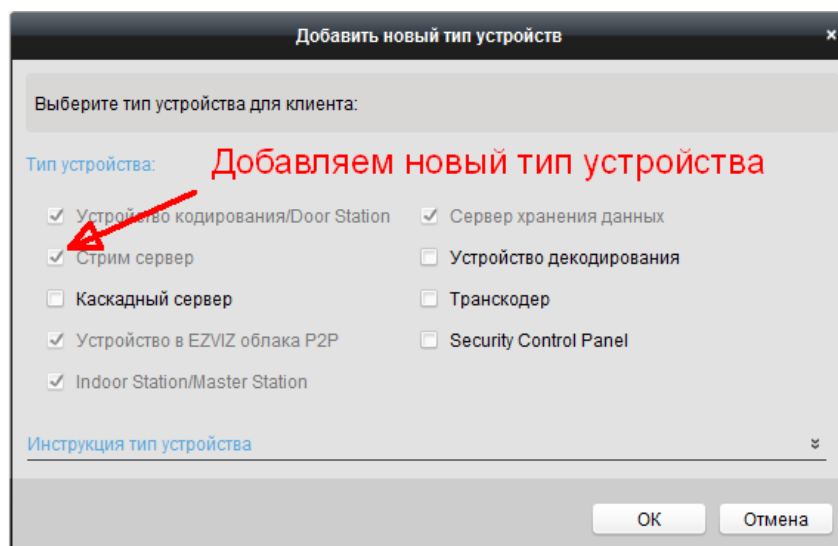 Добавить новый тип устройств
×
Выберите тип устройства для клиента:
Тип устройства:
Добавляем новый тип устройства
Устройство кодирования/Door Station
Сервер хранения данных
Стрим сервер
Устройство декодирования
Каскадный сервер
Транскодер
Устройство в EZVIZ облака P2P
Security Control Panel
Indoor Station/Master Station
Инструкция тип устройства
ОК
Отмена